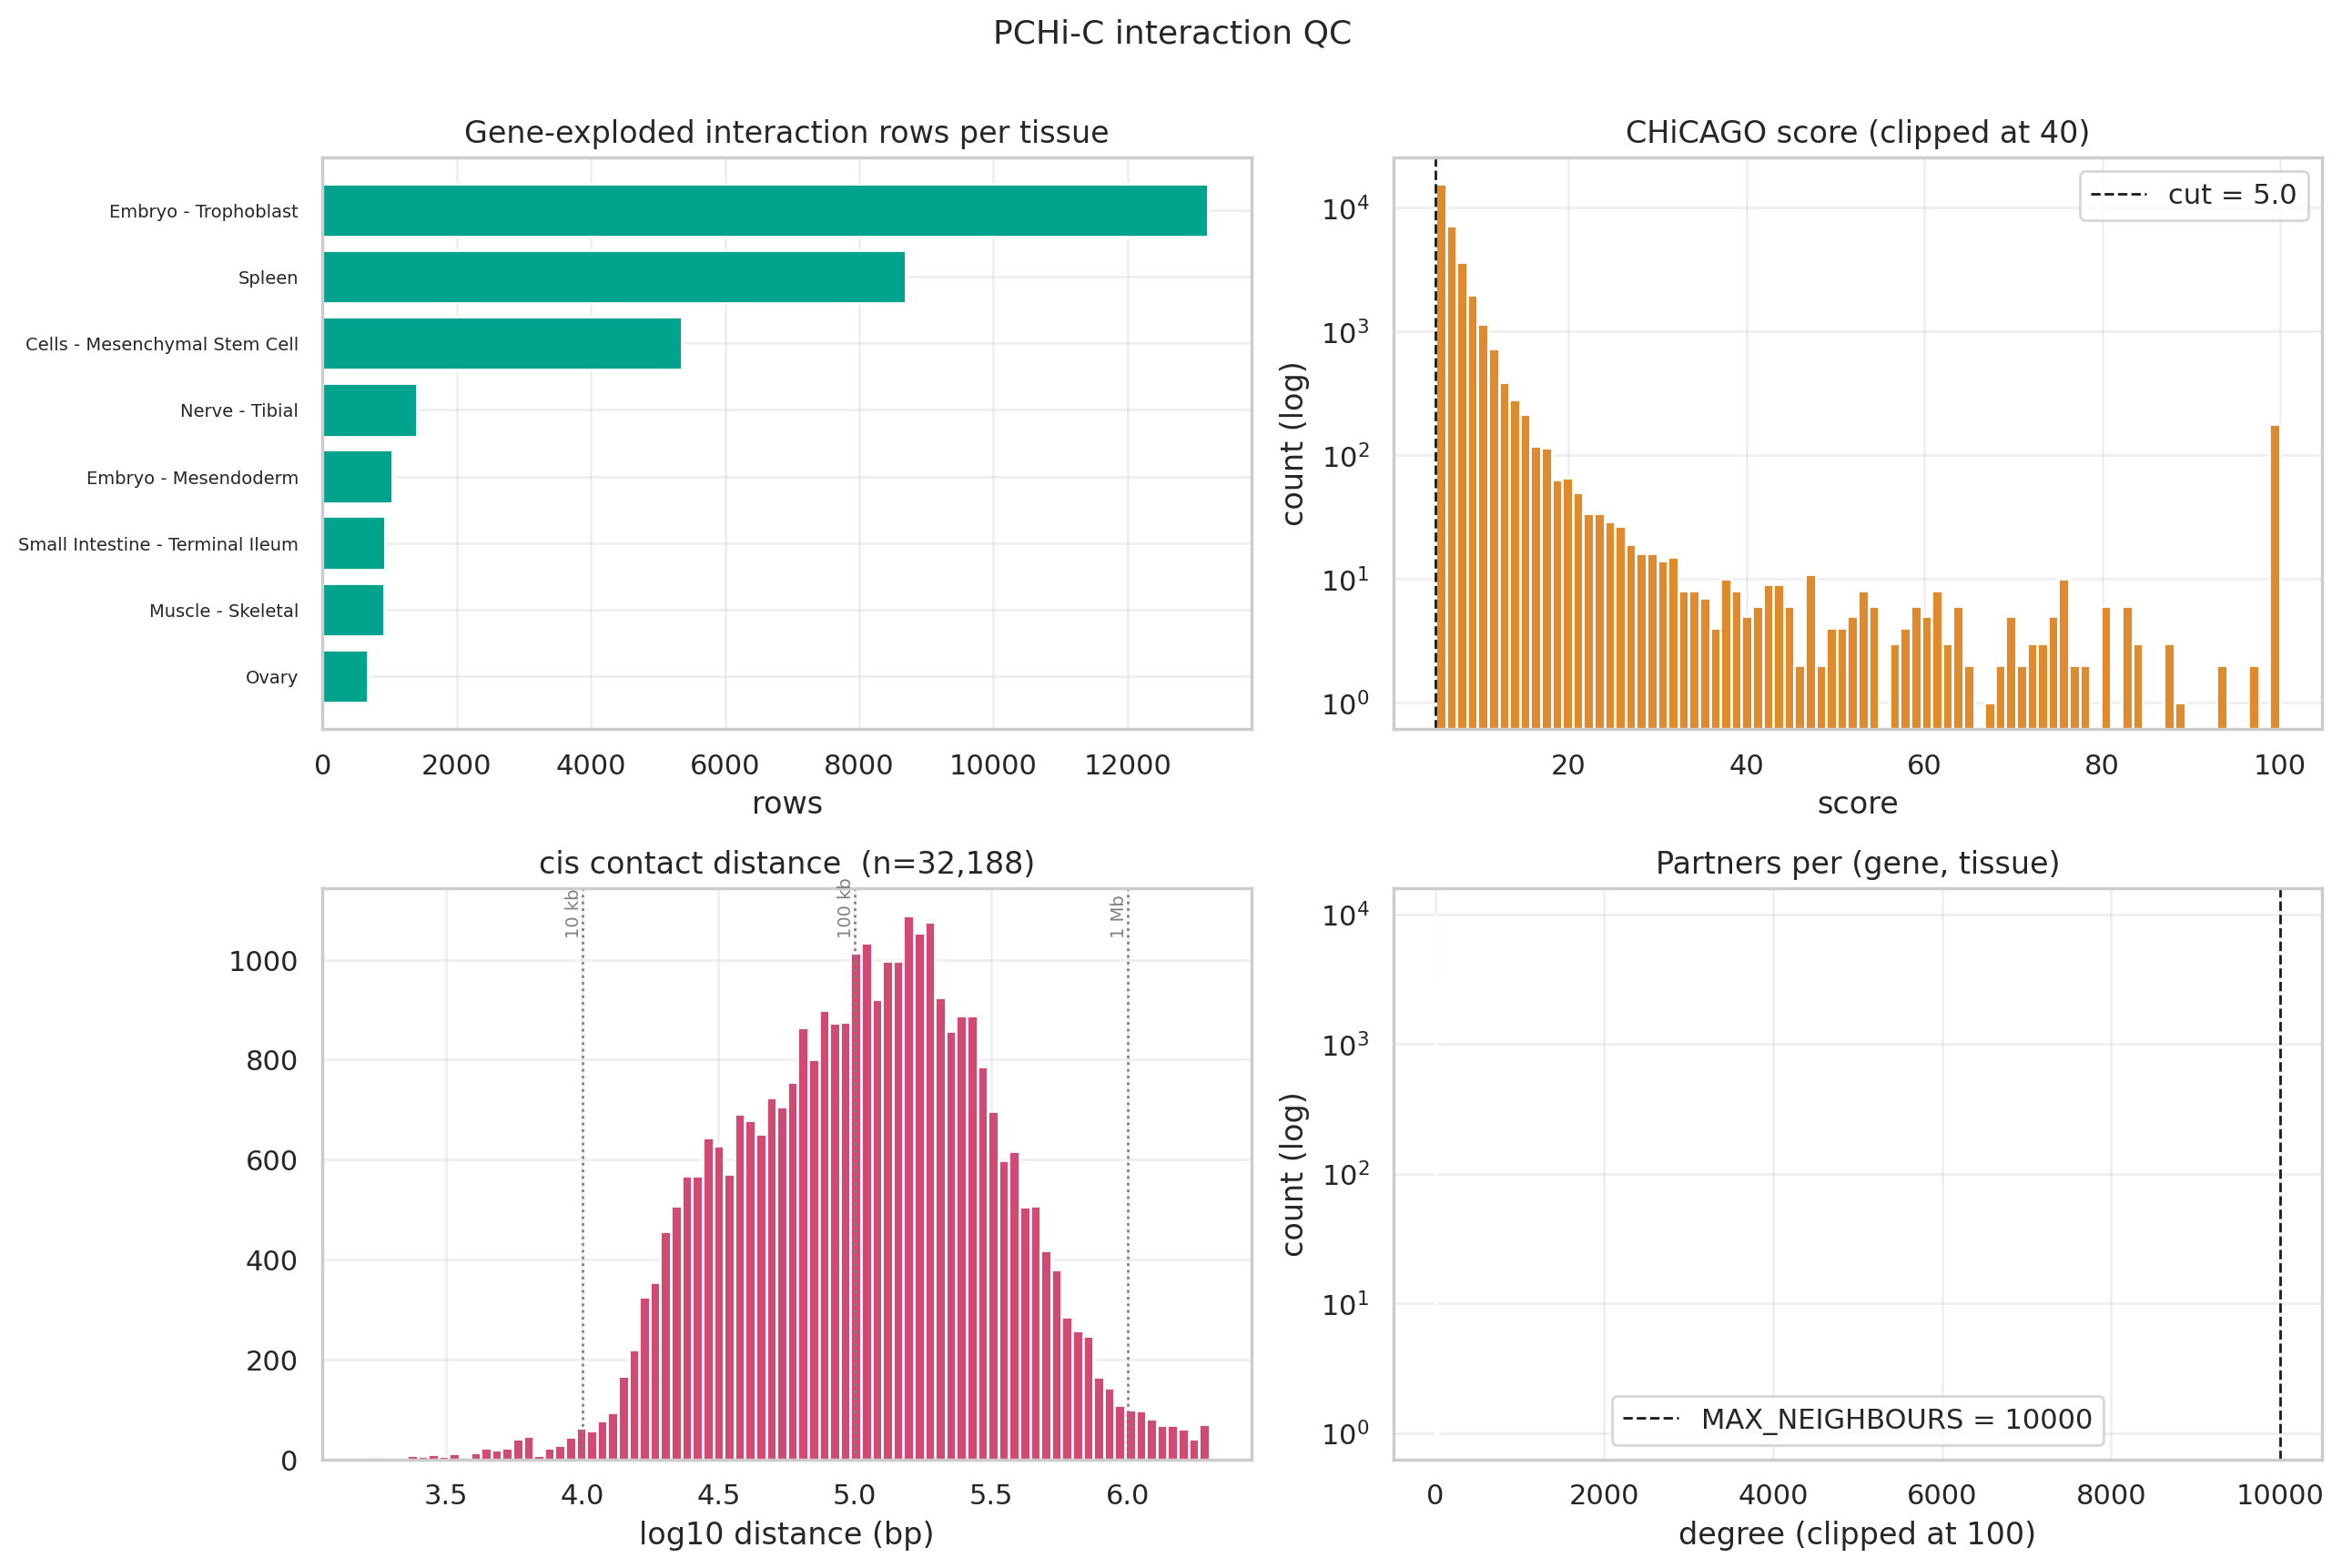 PCHi-C interaction QC
Gene-exploded interaction rows per tissue
Embryo - Trophoblast
Spleen
Cells - Mesenchymal Stem Cell
Nerve - Tibial
Embryo - Mesendoderm
Small Intestine - Terminal Ileum
Muscle - Skeletal
Ovary
0 2000 4000 6000 8000 10000 12000
rows
CHiCAGO score (clipped at 40)
cut = 5.0
count (log)
10⁴
10³
10²
10¹
10⁰
20 40 60 80 100
score
cis contact distance (n=32,188)
10 kb
100 kb
1 Mb
1000
800
600
400
200
0
3.5 4.0 4.5 5.0 5.5 6.0
log10 distance (bp)
Partners per (gene, tissue)
count (log)
10⁴
10³
10²
10¹
10⁰
MAX_NEIGHBOURS = 10000
0 2000 4000 6000 8000 10000
degree (clipped at 100)